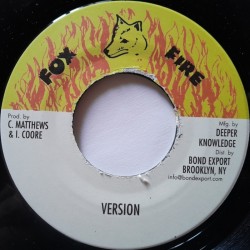 FOX FIRE
Prod. by
C. MATTHEWS
& I. COORE
Mfg. by
DEEPER
KNOWLEDGE
Dist. by
BOND EXPORT
BROOKLYN, NY
info@bondexport.com
VERSION